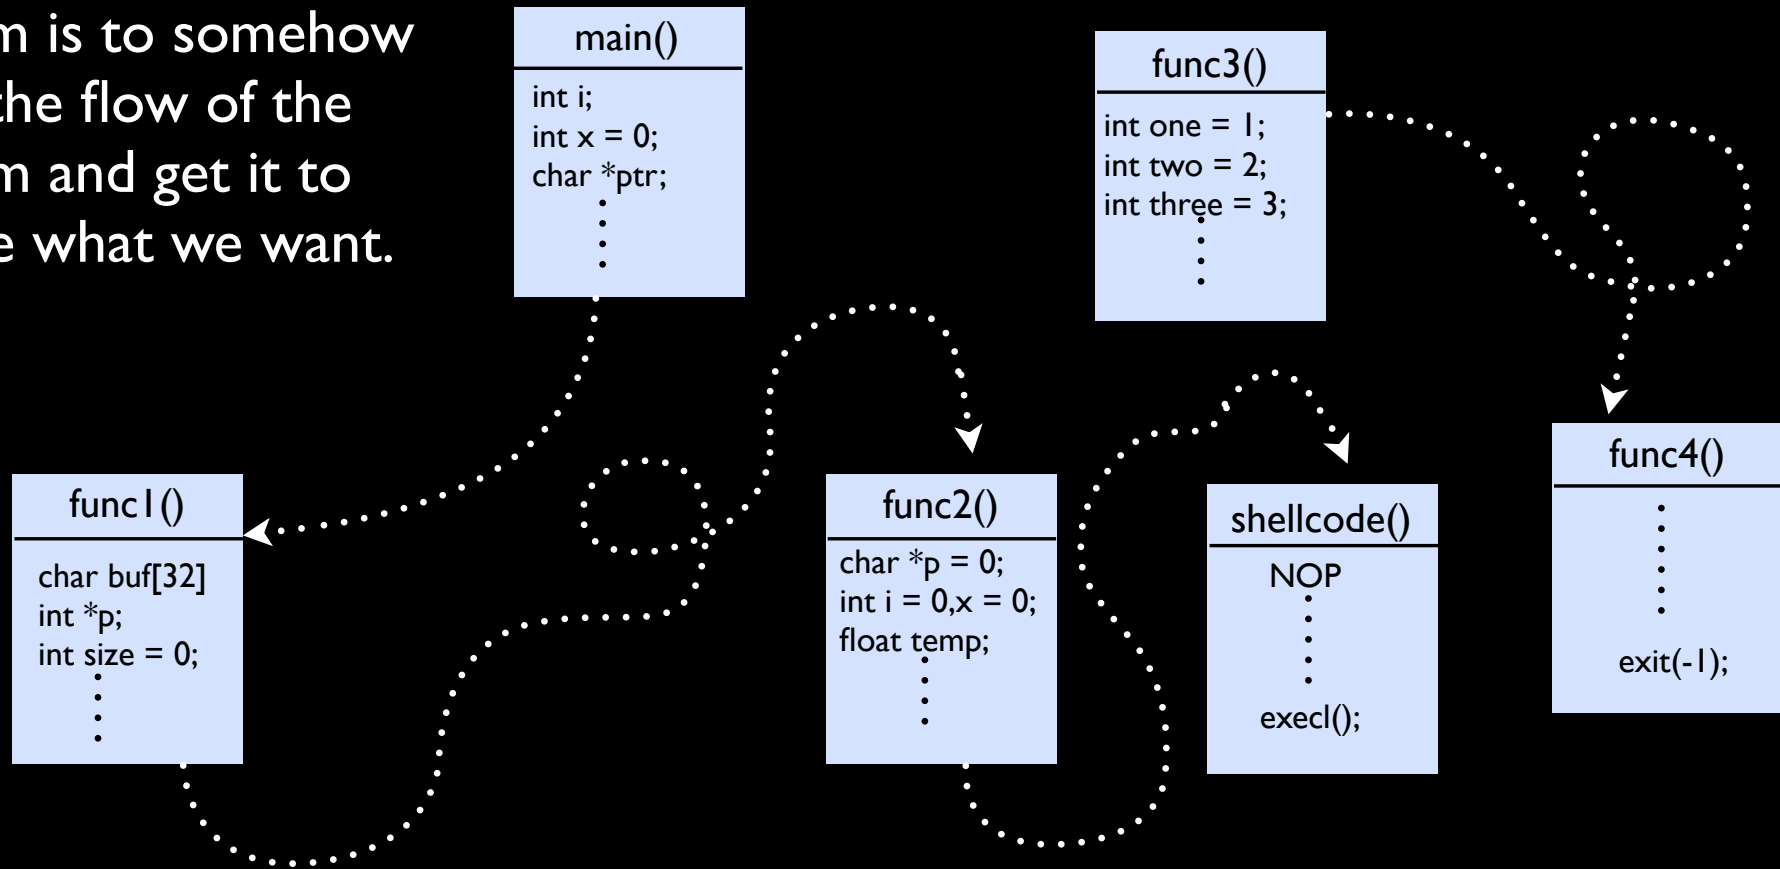 m is to somehow
the flow of the
m and get it to
e what we want.
main()
int i;
int x = 0;
char *ptr;
func3()
int one = 1;
int two = 2;
int three = 3;
func1()
char buf[32]
int *p;
int size = 0;
func2()
char *p = 0;
int i = 0,x = 0;
float temp;
shellcode()
NOP
execl();
func4()
exit(-1);